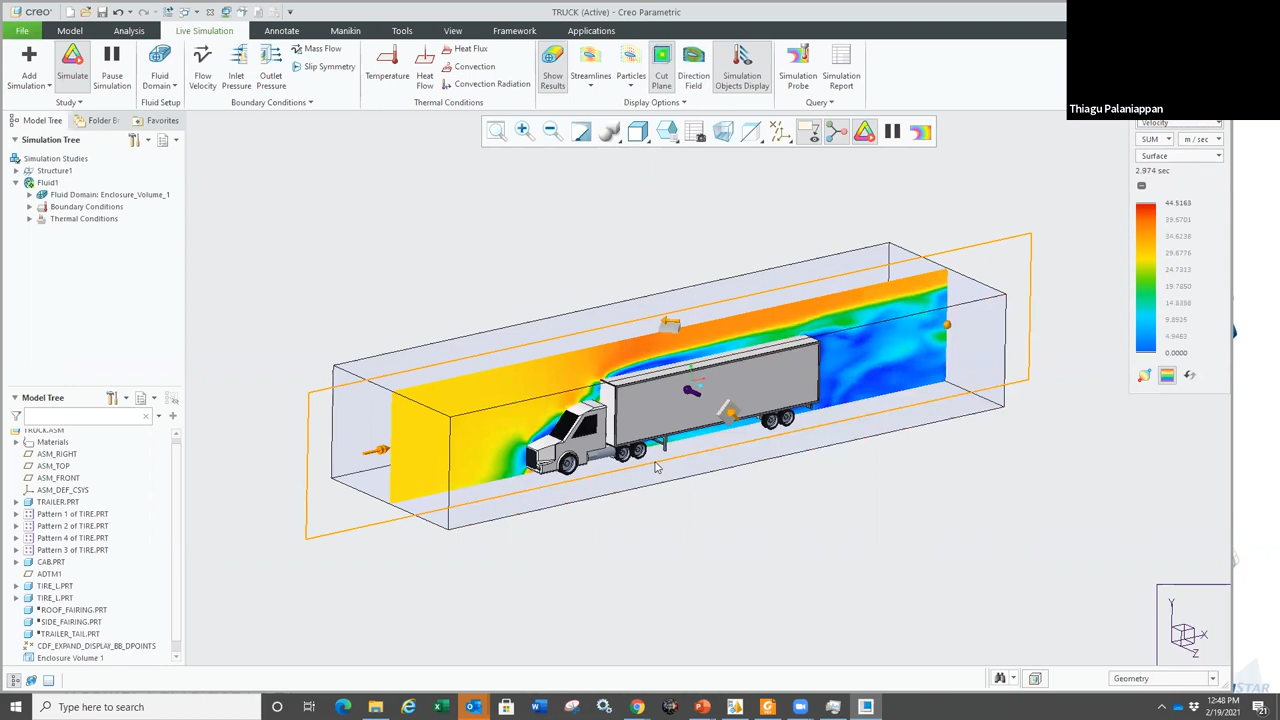 creo
TRUCK (Active) - Creo Parametric
File
Model
Analysis
Live Simulation
Annotate
Manikin
Tools
View
Framework
Applications
Add Simulation
Simulate
Pause Simulation
Fluid Domain
Flow Velocity
Inlet Pressure
Outlet Pressure
Mass Flow
Slip Symmetry
Temperature
Heat Flow
Heat Flux
Convection
Convection Radiation
Show Results
Streamlines
Particles
Cut Plane
Direction Field
Simulation Objects Display
Simulation Probe
Simulation Report
Study
Fluid Setup
Boundary Conditions
Thermal Conditions
Display Options
Query
Thiagu Palaniappan
Model Tree
Folder B
Favorites
Simulation Tree
Simulation Studies
Structure1
Fluid1
Fluid Domain: Enclosure_Volume_1
Boundary Conditions
Thermal Conditions
Velocity
SUM
m / sec
Surface
2.974 sec
44.5163
39.5701
34.6238
29.6776
24.7313
19.7850
14.8398
9.8925
4.9463
0.0000
Model Tree
TRUCK.ASM
Materials
ASM_RIGHT
ASM_TOP
ASM_FRONT
ASM_DEF_CSYS
TRAILER.PRT
Pattern 1 of TIRE.PRT
Pattern 2 of TIRE.PRT
Pattern 4 of TIRE.PRT
Pattern 3 of TIRE.PRT
CAB.PRT
ADTM1
TIRE_L.PRT
TIRE_L.PRT
ROOF_FAIRING.PRT
SIDE_FAIRING.PRT
TRAILER_TAIL.PRT
CDF_EXPAND_DISPLAY_BB_DPOINTS
Enclosure Volume 1
Y
X
Z
Geometry
Type here to search
12:48 PM
2/19/2021
21